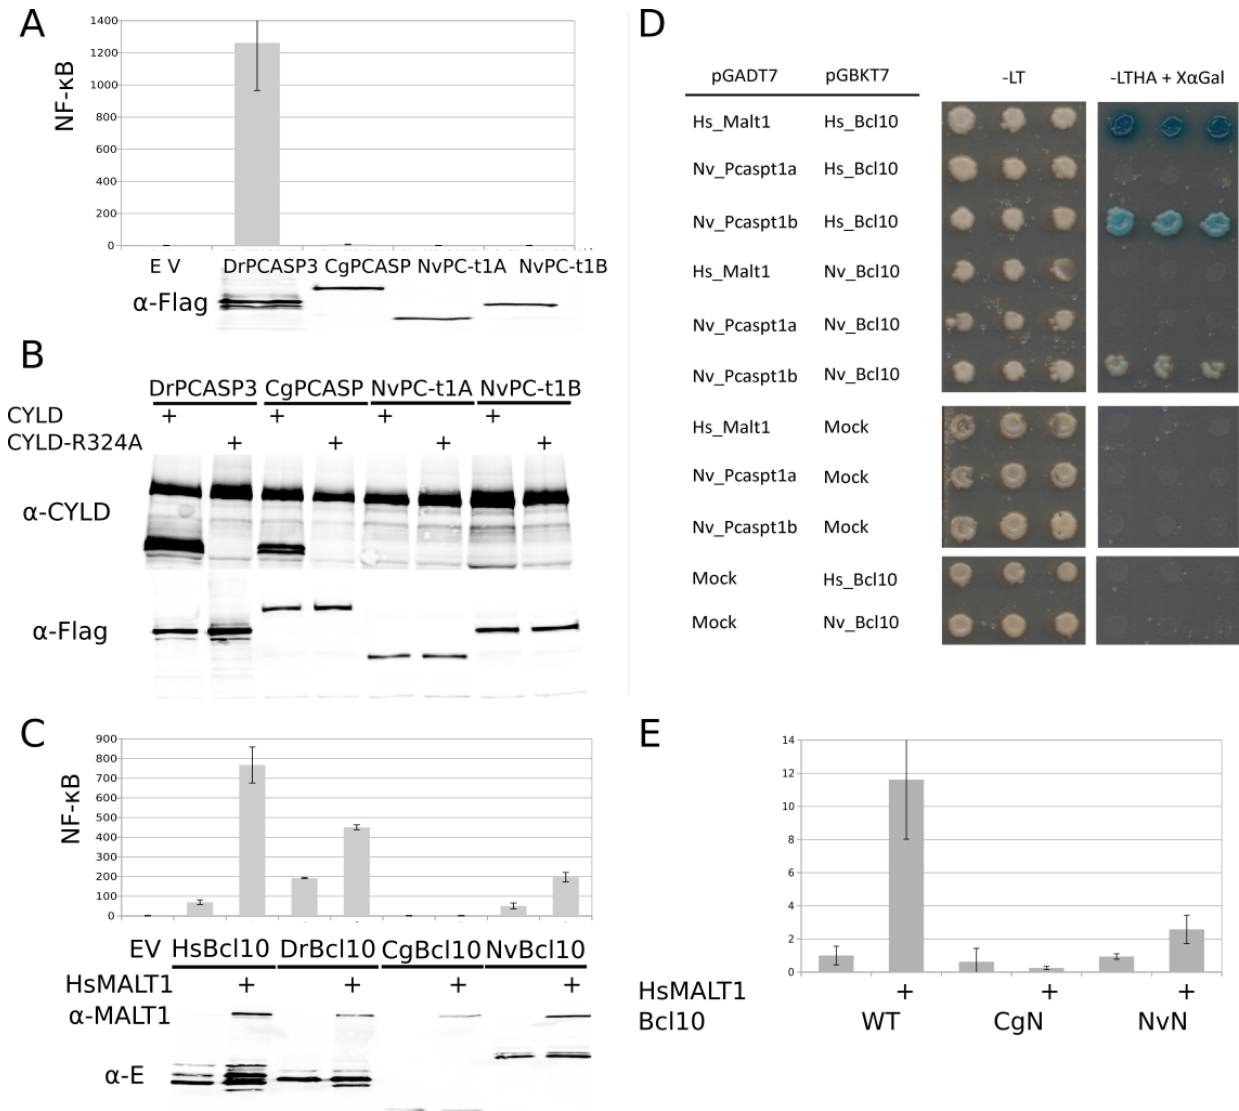 A
NF-κB
1400
1200
1000
800
600
400
200
0
E V DrPCASP3 CgPCASP NvPC-t1A NvPC-t1B
α-Flag
B
DrPCASP3 CgPCASP NvPC-t1A NvPC-t1B
CYLD + + + +
CYLD-R324A + + + +
α-CYLD
α-Flag
C
NF-κB
900
800
700
600
500
400
300
200
100
0
EV HsBcl10 DrBcl10 CgBcl10 NvBcl10
HsMALT1 + + + +
α-MALT1
α-E
D
pGADT7 pGBKT7 -LT -LTHA + XαGal
Hs_Malt1 Hs_Bcl10
Nv_Pcaspt1a Hs_Bcl10
Nv_Pcaspt1b Hs_Bcl10
Hs_Malt1 Nv_Bcl10
Nv_Pcaspt1a Nv_Bcl10
Nv_Pcaspt1b Nv_Bcl10
Hs_Malt1 Mock
Nv_Pcaspt1a Mock
Nv_Pcaspt1b Mock
Mock Hs_Bcl10
Mock Nv_Bcl10
E
14
12
10
8
6
4
2
0
HsMALT1 + + +
Bcl10 WT CgN NvN